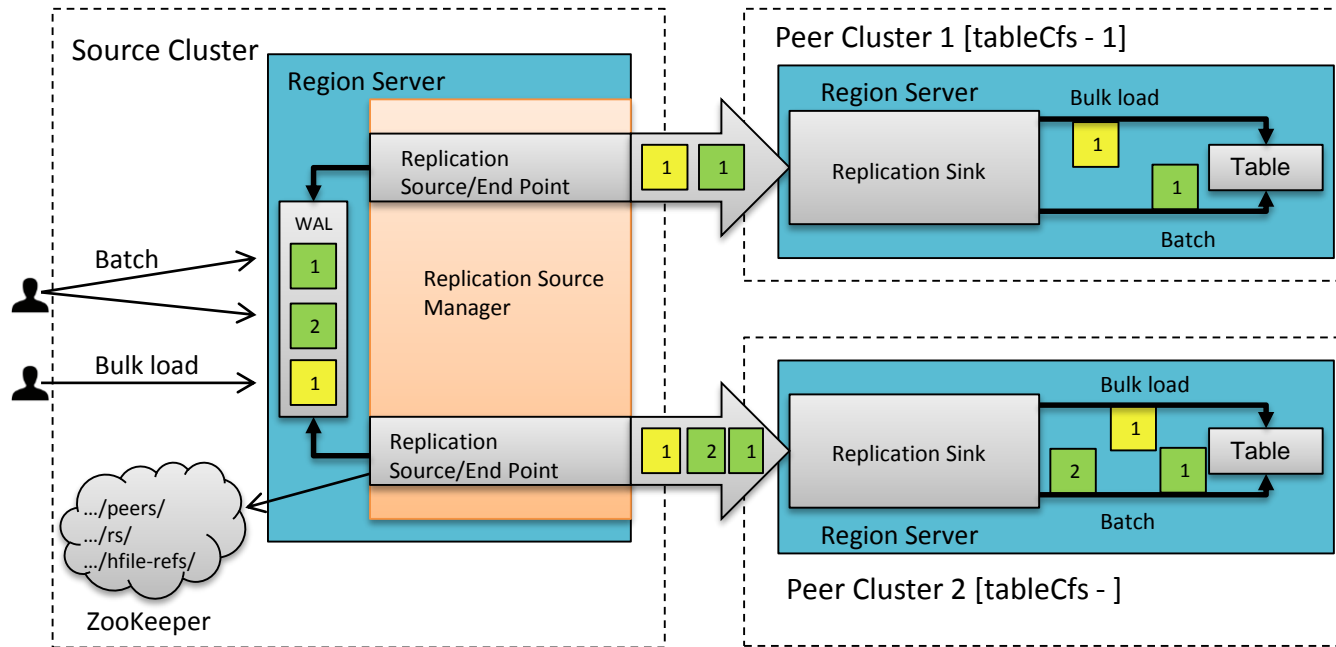 Source Cluster
Region Server
Replication
Source/End Point
1
1
WAL
1
2
1
Batch
Bulk load
Replication Source
Manager
Replication
Source/End Point
1
2
1
.../peers/
.../rs/
.../hfile-refs/
ZooKeeper
Peer Cluster 1 [tableCfs - 1]
Region Server
Bulk load
Replication Sink
1
1
Table
Batch
Bulk load
Replication Sink
1
2
1
Table
Batch
Region Server
Peer Cluster 2 [tableCfs - ]